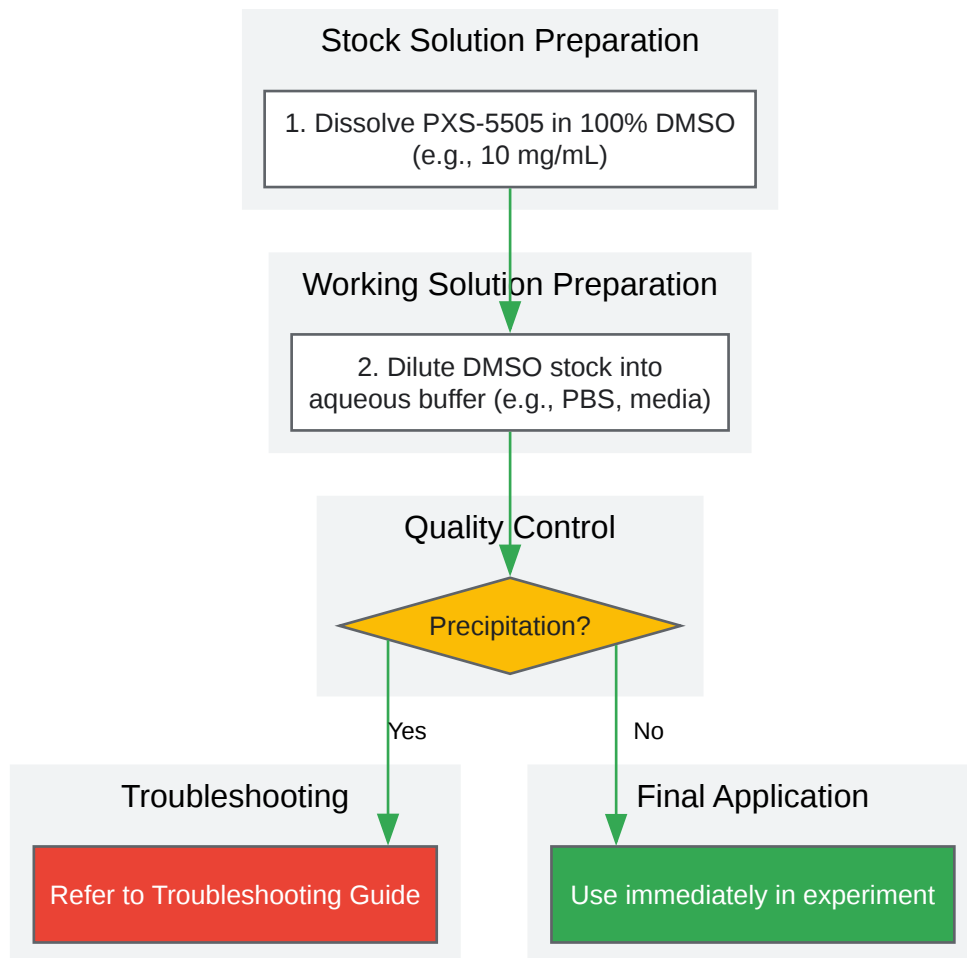 Stock Solution Preparation
1. Dissolve PXS-5505 in 100% DMSO
(e.g., 10 mg/mL)
Working Solution Preparation
2. Dilute DMSO stock into
aqueous buffer (e.g., PBS, media)
Quality Control
Precipitation?
Yes
No
Troubleshooting
Refer to Troubleshooting Guide
Final Application
Use immediately in experiment